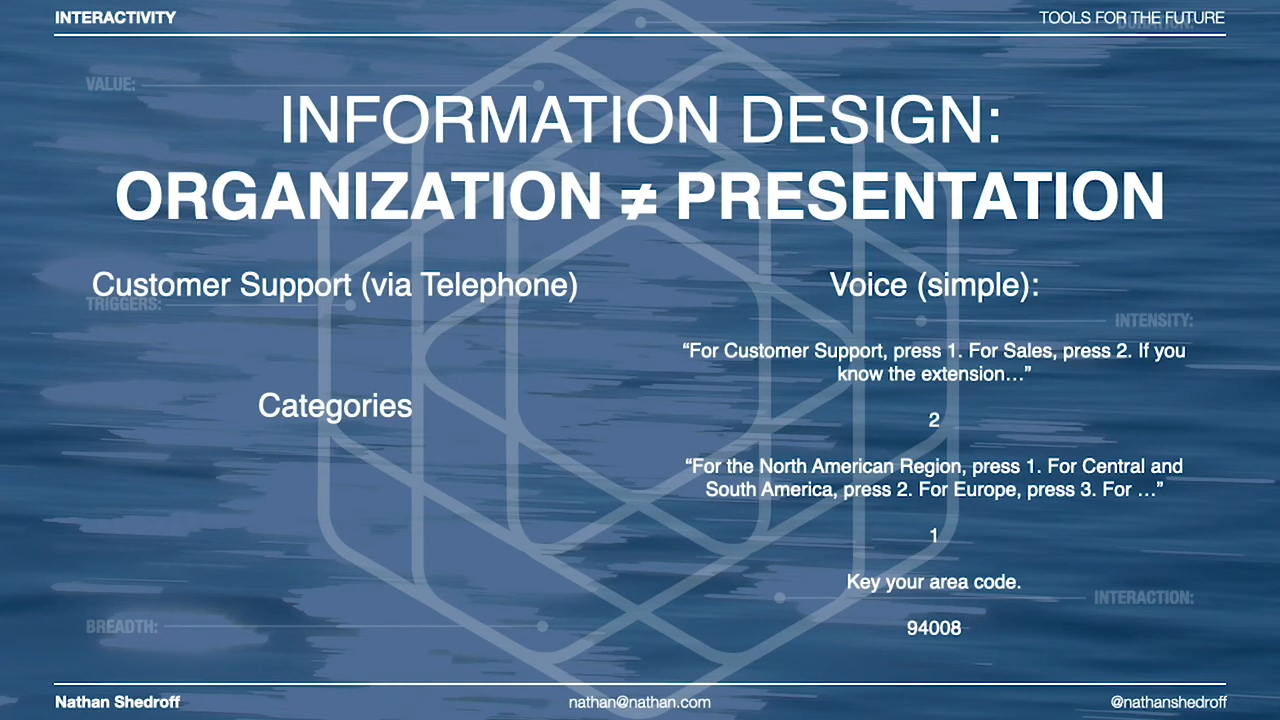 INTERACTIVITY
TOOLS FOR THE FUTURE
DURATION:
VALUE:
INFORMATION DESIGN:
ORGANIZATION ≠ PRESENTATION
Customer Support (via Telephone)
TRIGGERS:
Categories
Voice (simple):
INTENSITY:
“For Customer Support, press 1. For Sales, press 2. If you
know the extension…”
2
“For the North American Region, press 1. For Central and
South America, press 2. For Europe, press 3. For …”
1
Key your area code.
INTERACTION:
94008
BREADTH:
Nathan Shedroff
nathan@nathan.com
@nathanshedroff